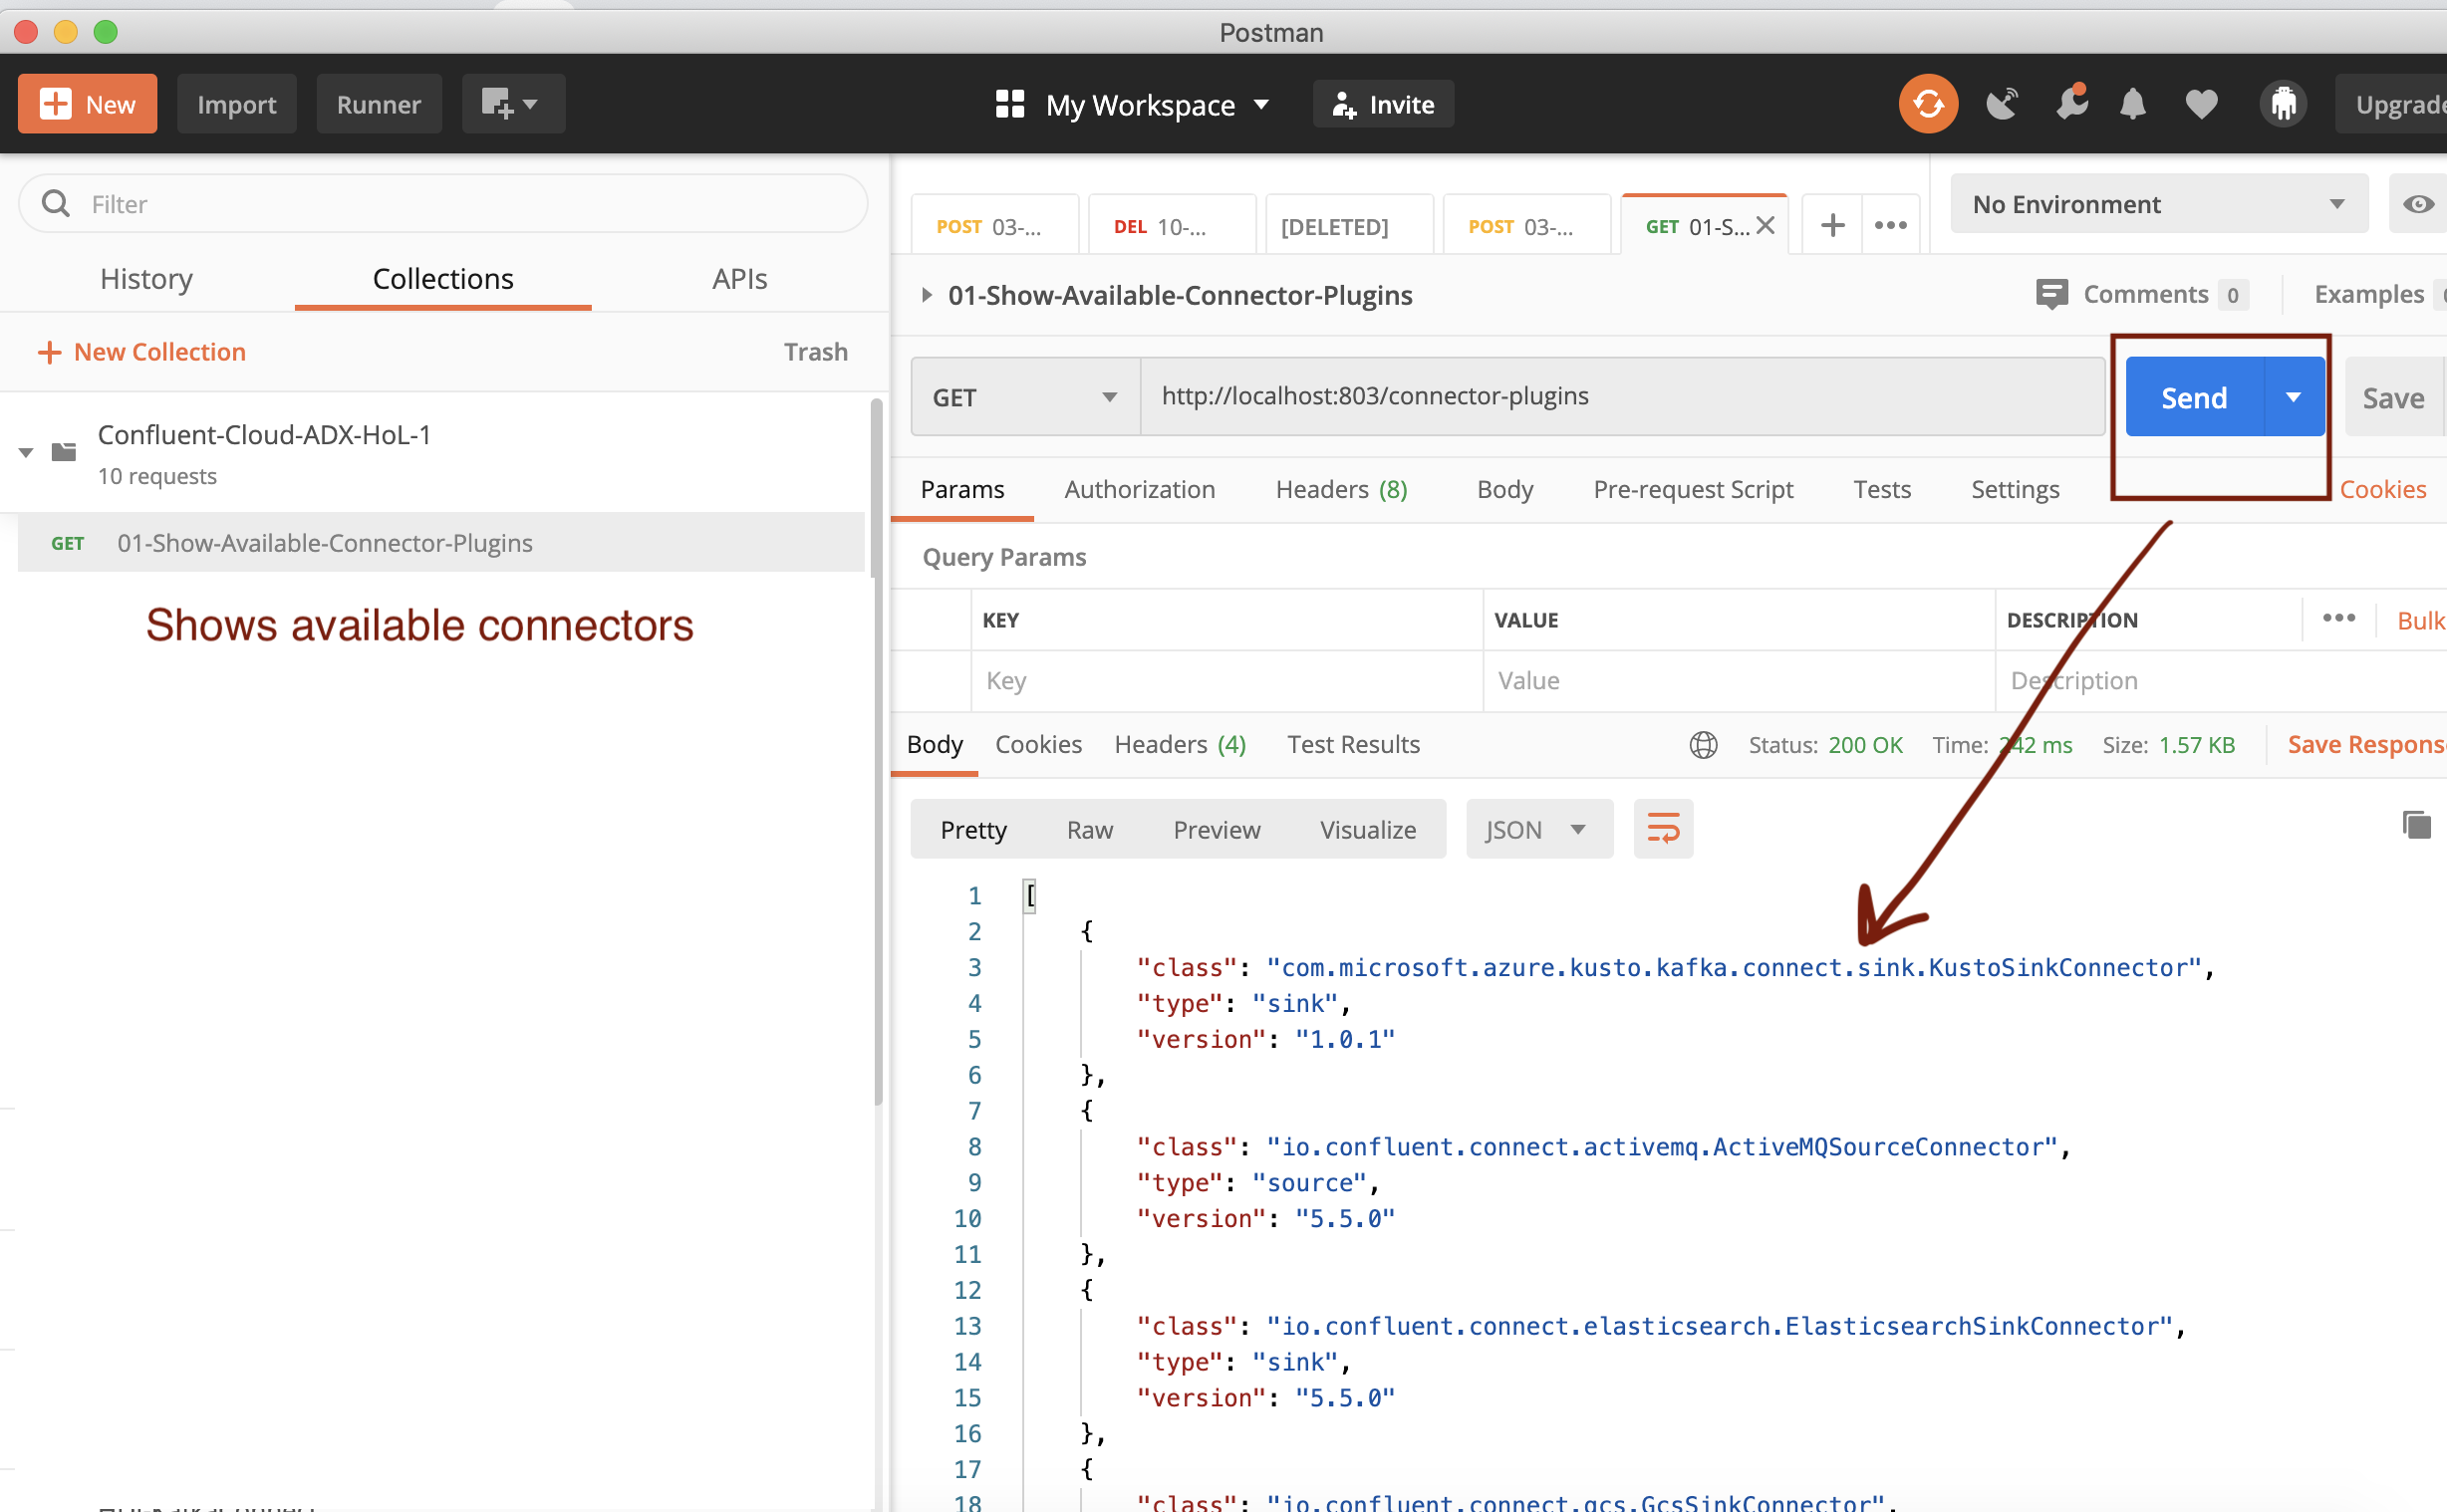 Postman
New
Import
Runner
My Workspace
Invite
Upgrade
Filter
History
Collections
APIs
New Collection
Trash
Confluent-Cloud-ADX-HoL-1
10 requests
GET 01-Show-Available-Connector-Plugins
Shows available connectors
POST 03-...
DEL 10-...
[DELETED]
POST 03-...
GET 01-S...
No Environment
01-Show-Available-Connector-Plugins
Comments 0
Examples
GET
http://localhost:803/connector-plugins
Send
Save
Params
Authorization
Headers (8)
Body
Pre-request Script
Tests
Settings
Cookies
Query Params
KEY
VALUE
DESCRIPTION
Bulk
Key
Value
Description
Body
Cookies
Headers (4)
Test Results
Status: 200 OK
Time: 242 ms
Size: 1.57 KB
Save Respons
Pretty
Raw
Preview
Visualize
JSON
1 [
2 {
3 "class": "com.microsoft.azure.kusto.kafka.connect.sink.KustoSinkConnector",
4 "type": "sink",
5 "version": "1.0.1"
6 },
7 {
8 "class": "io.confluent.connect.activemq.ActiveMQSourceConnector",
9 "type": "source",
10 "version": "5.5.0"
11 },
12 {
13 "class": "io.confluent.connect.elasticsearch.ElasticsearchSinkConnector",
14 "type": "sink",
15 "version": "5.5.0"
16 },
17 {
18 "class": "io.confluent.connect.gcs.GcsSinkConnector",